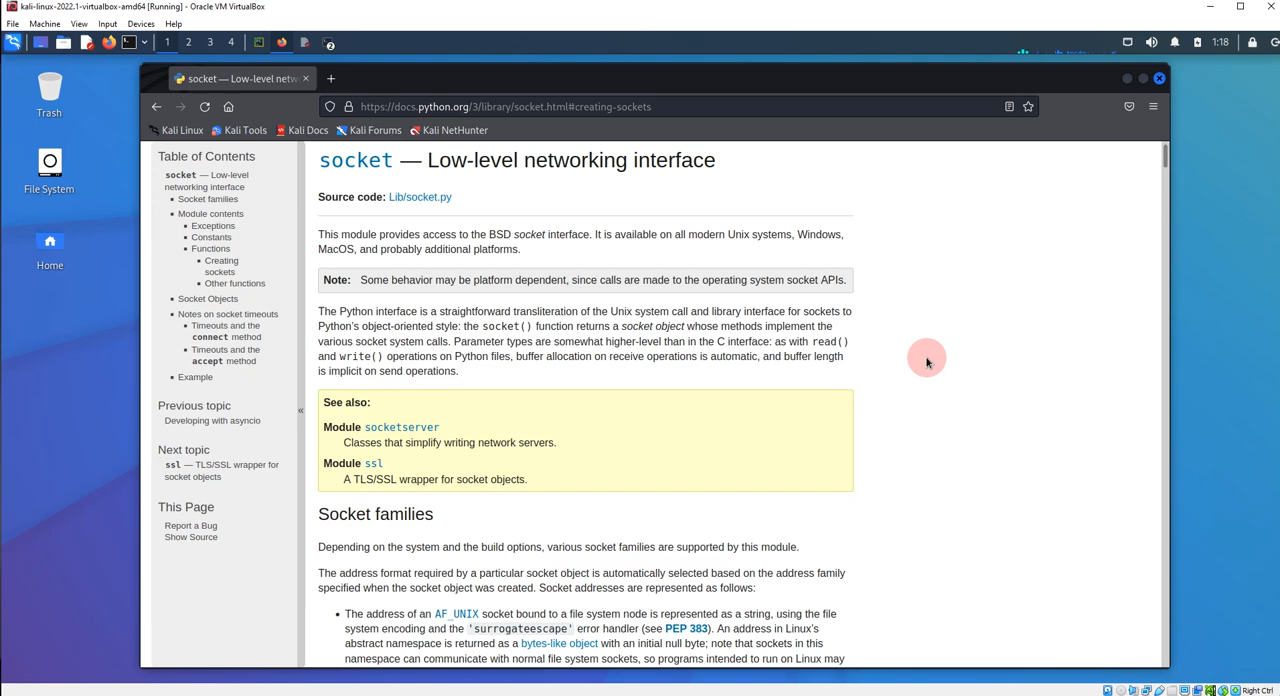 kali-linux-2022.1-virtualbox-amd64 [Running] - Oracle VM VirtualBox
File Machine View Input Devices Help
1 2 3 4
2
1:18
socket — Low-level netw
https://docs.python.org/3/library/socket.html#creating-sockets
Kali Linux Kali Tools Kali Docs Kali Forums Kali NetHunter
Trash
File System
Home
Table of Contents
socket — Low-level
networking interface
Socket families
Module contents
Exceptions
Constants
Functions
Creating
sockets
Other functions
Socket Objects
Notes on socket timeouts
Timeouts and the
connect method
Timeouts and the
accept method
Example
Previous topic
Developing with asyncio
Next topic
ssl — TLS/SSL wrapper for
socket objects
This Page
Report a Bug
Show Source
«
socket — Low-level networking interface
Source code: Lib/socket.py
This module provides access to the BSD socket interface. It is available on all modern Unix systems, Windows,
MacOS, and probably additional platforms.
Note: Some behavior may be platform dependent, since calls are made to the operating system socket APIs.
The Python interface is a straightforward transliteration of the Unix system call and library interface for sockets to
Python's object-oriented style: the socket() function returns a socket object whose methods implement the
various socket system calls. Parameter types are somewhat higher-level than in the C interface: as with read()
and write() operations on Python files, buffer allocation on receive operations is automatic, and buffer length
is implicit on send operations.
See also:
Module socketserver
Classes that simplify writing network servers.
Module ssl
A TLS/SSL wrapper for socket objects.
Socket families
Depending on the system and the build options, various socket families are supported by this module.
The address format required by a particular socket object is automatically selected based on the address family
specified when the socket object was created. Socket addresses are represented as follows:
• The address of an AF_UNIX socket bound to a file system node is represented as a string, using the file
system encoding and the 'surrogateescape' error handler (see PEP 383). An address in Linux's
abstract namespace is returned as a bytes-like object with an initial null byte; note that sockets in this
namespace can communicate with normal file system sockets, so programs intended to run on Linux may
Right Ctrl